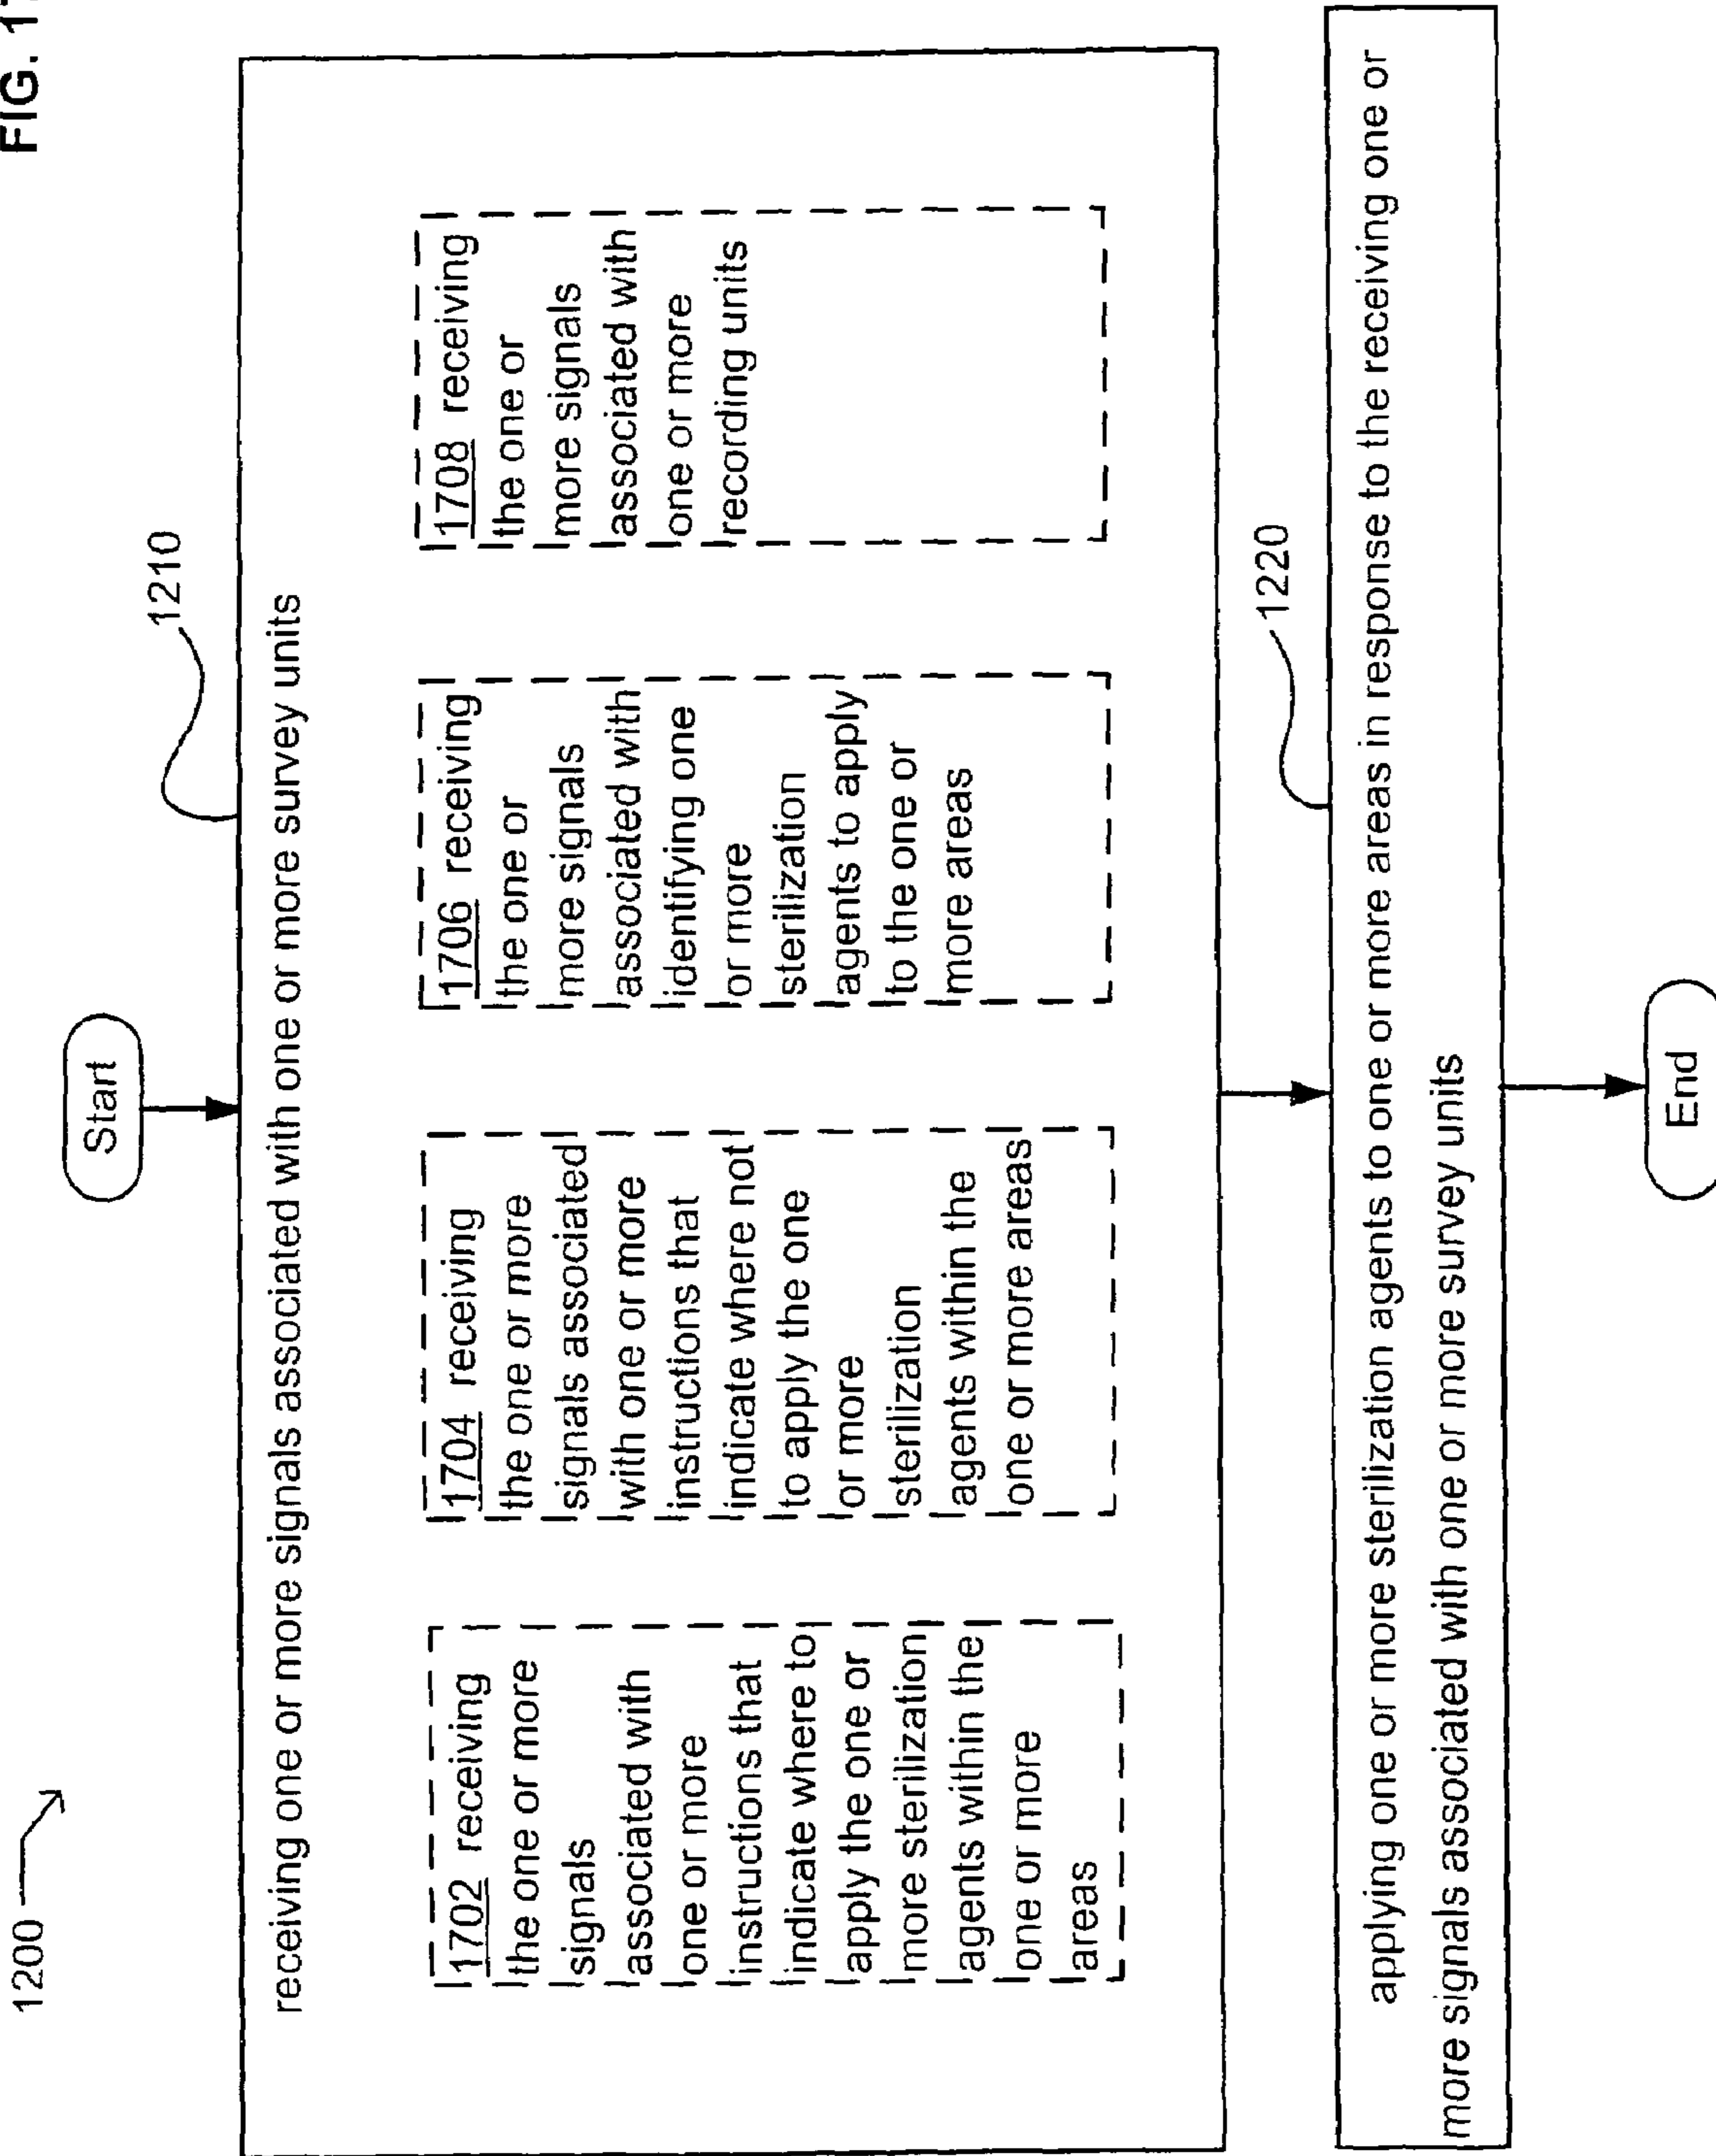 FIG. 17
1200
Start
1210
receiving one or more signals associated with one or more survey units
1702 receiving
the one or more
signals
associated with
one or more
instructions that
indicate where to
apply the one or
more sterilization
agents within the
one or more
areas
1704 receiving
the one or more
signals associated
with one or more
instructions that
indicate where not
to apply the one
or more
sterilization
agents within the
one or more areas
1706 receiving
the one or
more signals
associated with
identifying one
or more
sterilization
agents to apply
to the one or
more areas
1708 receiving
the one or
more signals
associated with
one or more
recording units
1220
applying one or more sterilization agents to one or more areas in response to the receiving one or
more signals associated with one or more survey units
End